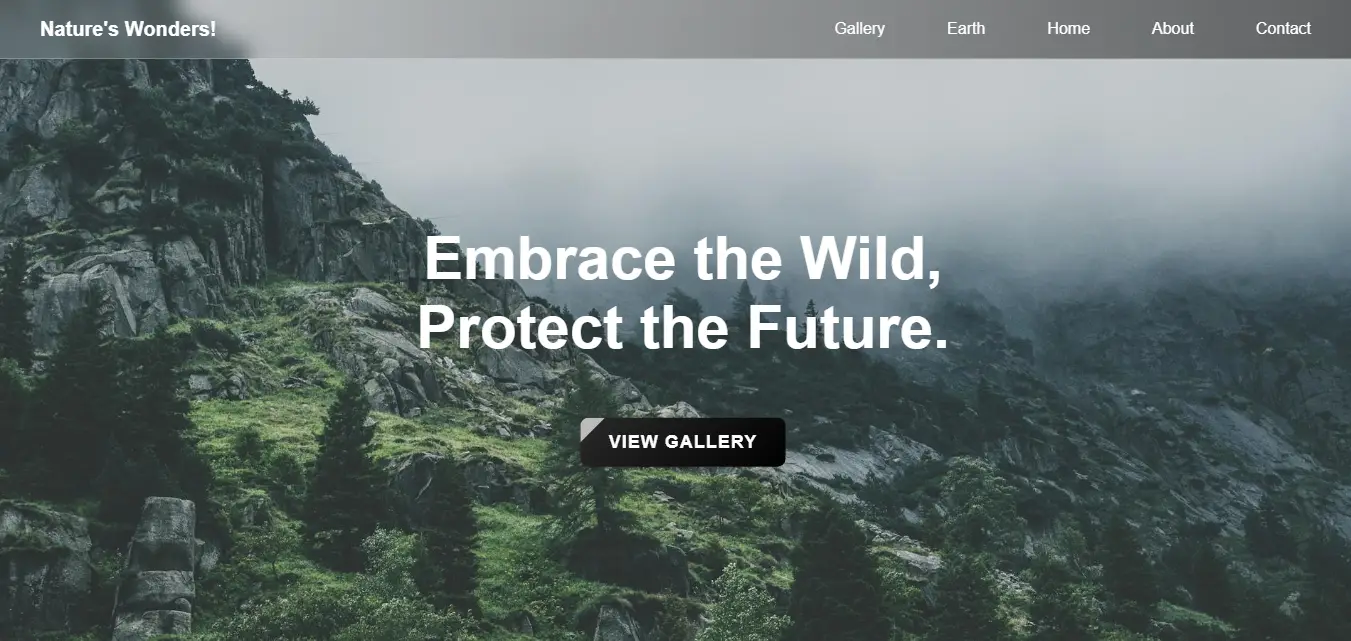 Nature's Wonders!
Gallery Earth Home About Contact
Embrace the Wild,
Protect the Future.
VIEW GALLERY